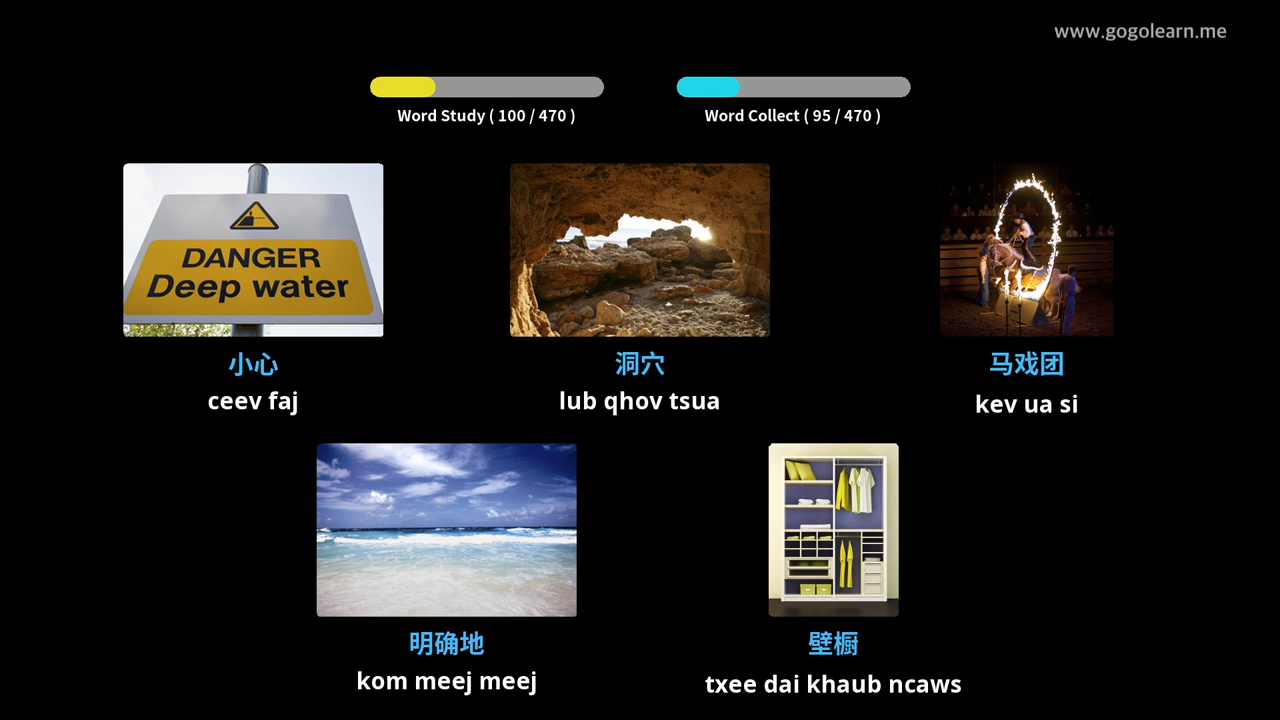 www.gogolearn.me
Word Study ( 100 / 470 )
Word Collect ( 95 / 470 )
DANGER
Deep water
小心
ceev faj
洞穴
lub qhov tsua
马戏团
kev ua si
明确地
kom meej meej
壁橱
txee dai khaub ncaws